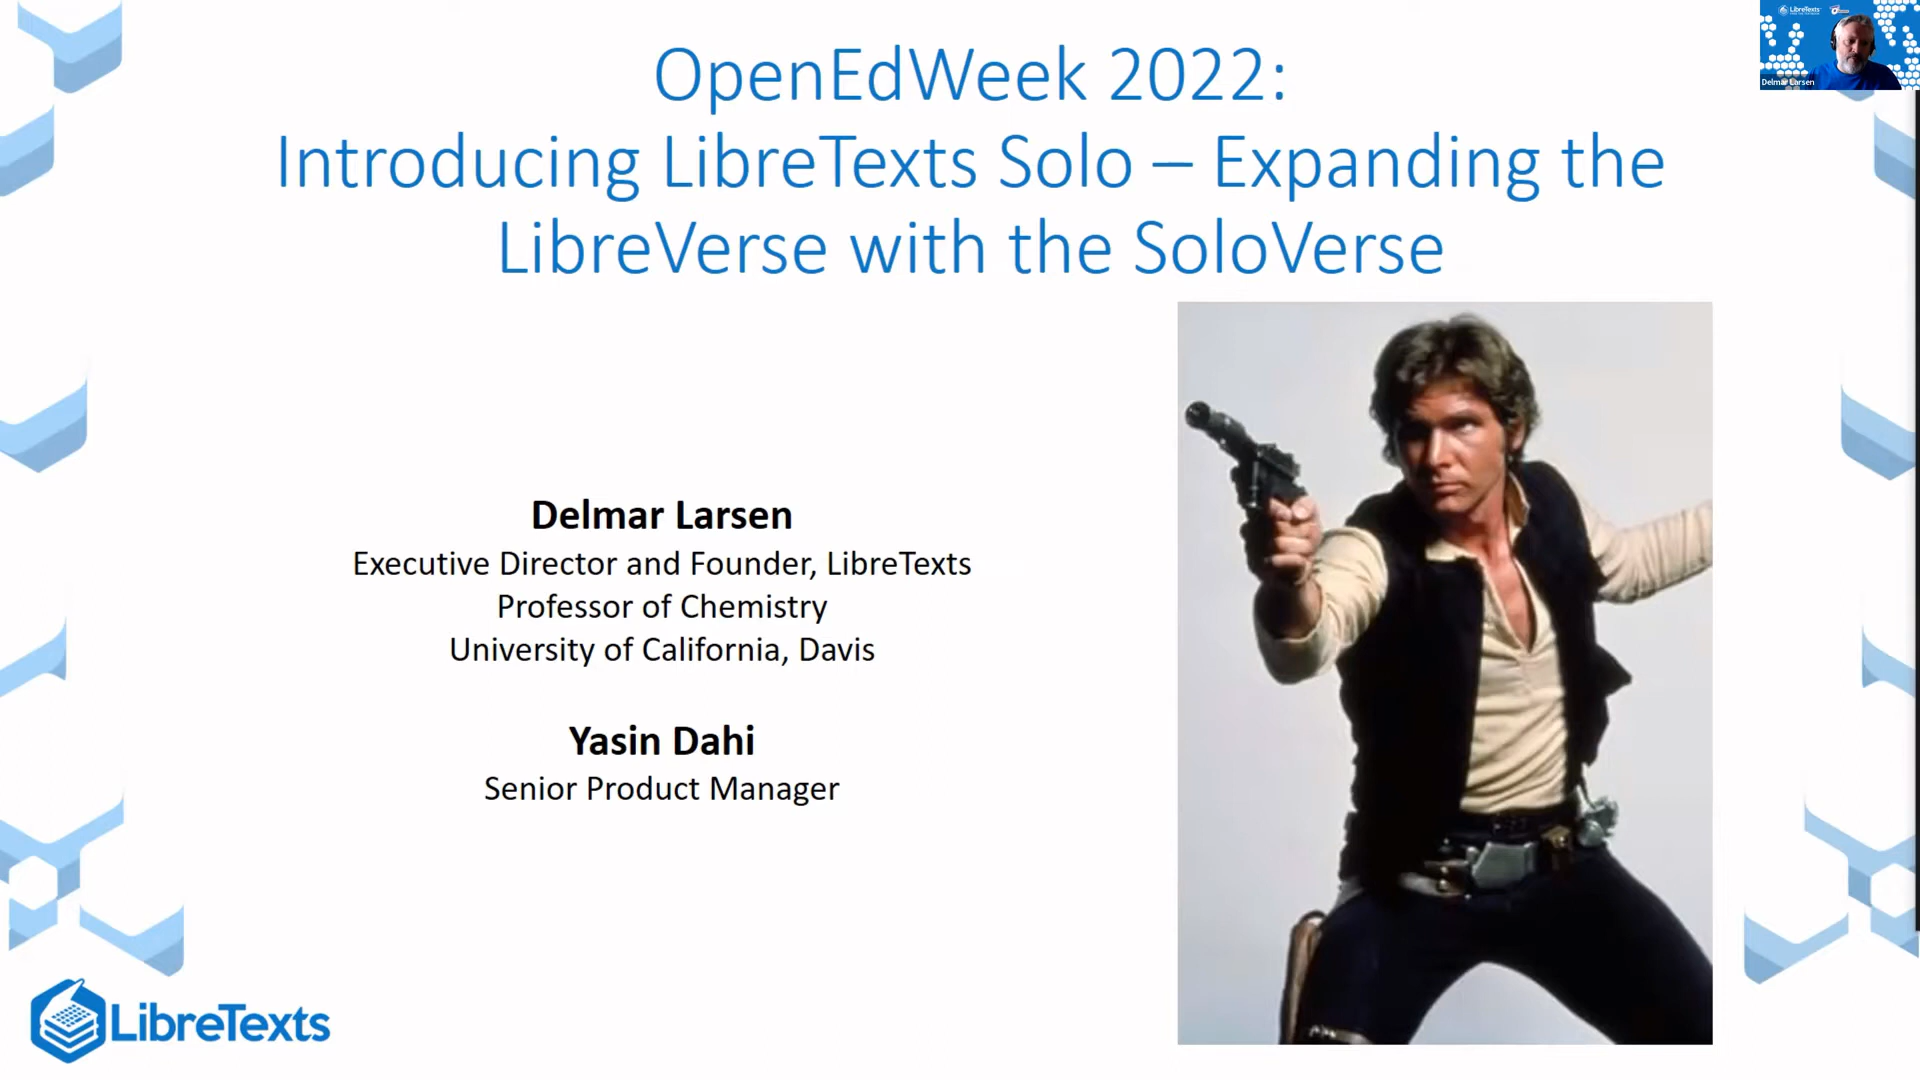 OpenEdWeek 2022:
Introducing LibreTexts Solo – Expanding the
LibreVerse with the SoloVerse
LibreTexts
Delmar Larsen
Delmar Larsen
Executive Director and Founder, LibreTexts
Professor of Chemistry
University of California, Davis
Yasin Dahi
Senior Product Manager
LibreTexts